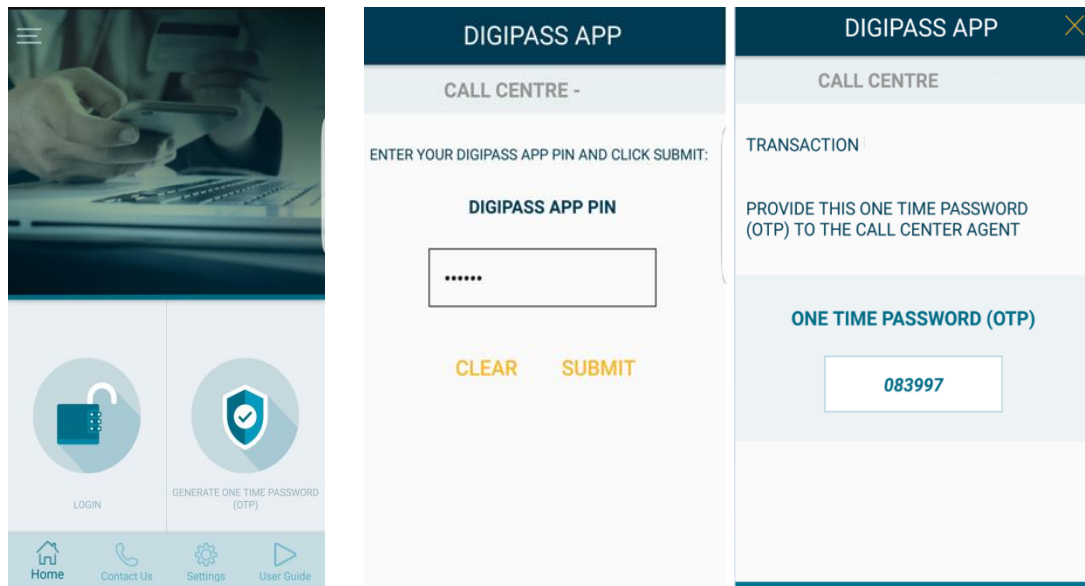 LOGIN
GENERATE ONE TIME PASSWORD
(OTP)
Home
Contact Us
Settings
User Guide
DIGIPASS APP
CALL CENTRE -
ENTER YOUR DIGIPASS APP PIN AND CLICK SUBMIT:
DIGIPASS APP PIN
••••••
CLEAR
SUBMIT
DIGIPASS APP
CALL CENTRE
TRANSACTION
PROVIDE THIS ONE TIME PASSWORD
(OTP) TO THE CALL CENTER AGENT
ONE TIME PASSWORD (OTP)
083997